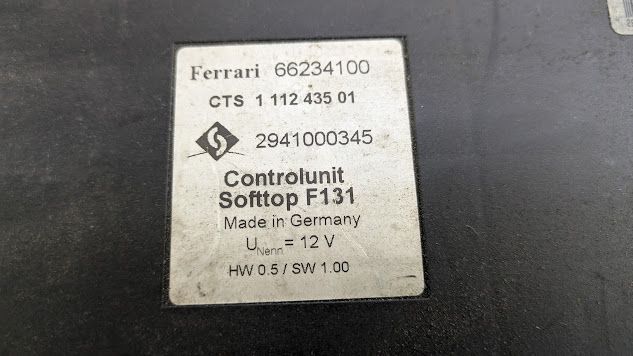 Ferrari 66234100
CTS 1 112 435 01
2941000345
Controlunit
Softtop F131
Made in Germany
UNenn = 12 V
HW 0.5 / SW 1.00